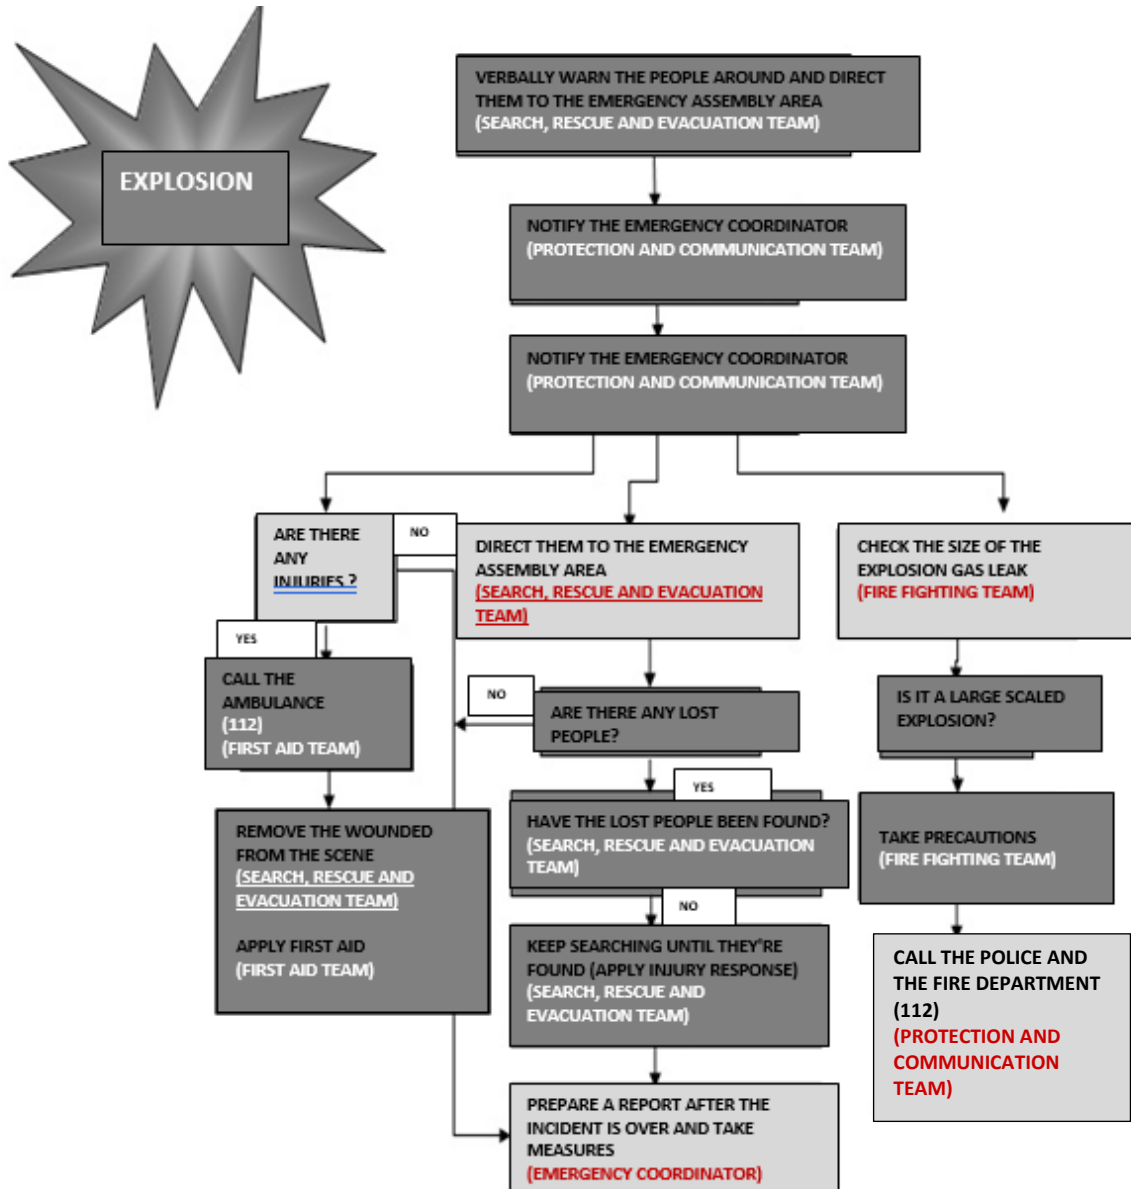 EXPLOSION
VERBALLY WARN THE PEOPLE AROUND AND DIRECT
THEM TO THE EMERGENCY ASSEMBLY AREA
(SEARCH, RESCUE AND EVACUATION TEAM)
NOTIFY THE EMERGENCY COORDINATOR
(PROTECTION AND COMMUNICATION TEAM)
NOTIFY THE EMERGENCY COORDINATOR
(PROTECTION AND COMMUNICATION TEAM)
ARE THERE
ANY
INJURIES ?
NO
YES
CALL THE
AMBULANCE
(112)
(FIRST AID TEAM)
REMOVE THE WOUNDED
FROM THE SCENE
(SEARCH, RESCUE AND
EVACUATION TEAM)
APPLY FIRST AID
(FIRST AID TEAM)
DIRECT THEM TO THE EMERGENCY
ASSEMBLY AREA
(SEARCH, RESCUE AND EVACUATION
TEAM)
NO
ARE THERE ANY LOST
PEOPLE?
YES
HAVE THE LOST PEOPLE BEEN FOUND?
(SEARCH, RESCUE AND EVACUATION
TEAM)
NO
KEEP SEARCHING UNTIL THEY'RE
FOUND (APPLY INJURY RESPONSE)
(SEARCH, RESCUE AND
EVACUATION TEAM)
PREPARE A REPORT AFTER THE
INCIDENT IS OVER AND TAKE
MEASURES
(EMERGENCY COORDINATOR)
CHECK THE SIZE OF THE
EXPLOSION GAS LEAK
(FIRE FIGHTING TEAM)
IS IT A LARGE SCALED
EXPLOSION?
TAKE PRECAUTIONS
(FIRE FIGHTING TEAM)
CALL THE POLICE AND
THE FIRE DEPARTMENT
(112)
(PROTECTION AND
COMMUNICATION
TEAM)